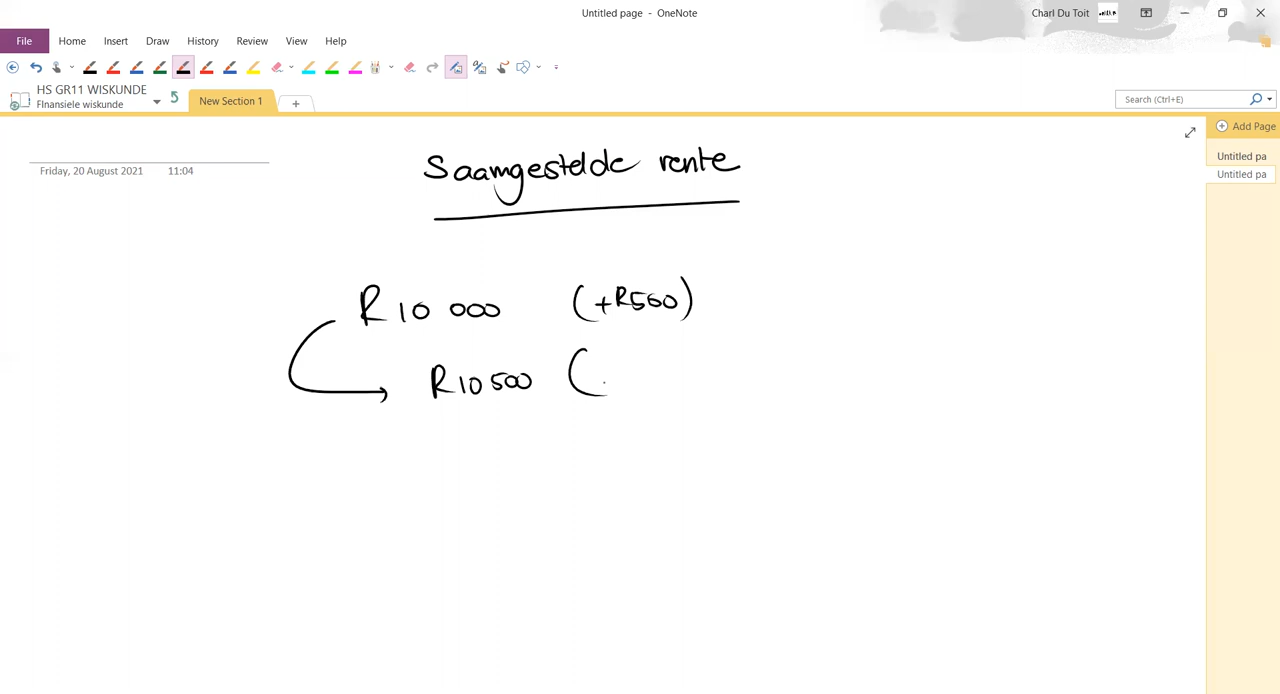 Untitled page - OneNote
Charl Du Toit
File Home Insert Draw History Review View Help
HS GR11 WISKUNDE
FInansiele wiskunde
New Section 1
+
Search (Ctrl+E)
Add Page
Untitled pa
Untitled pa
Friday, 20 August 2021 11:04
Saamgestelde rente
R10 000 (+R500)
R10 500 (